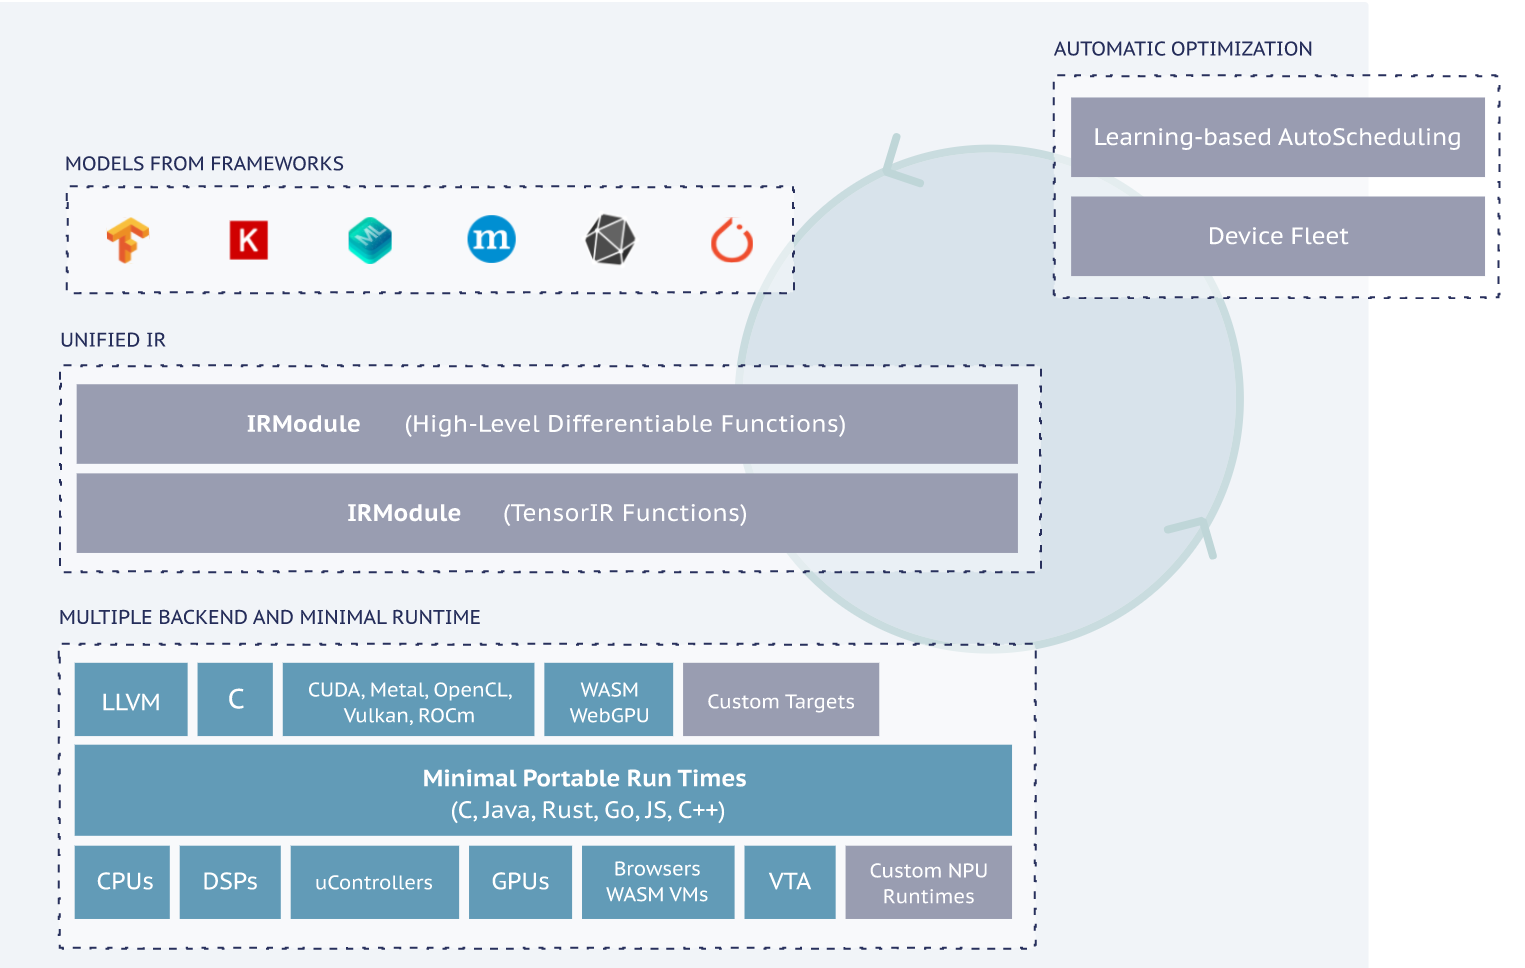 AUTOMATIC OPTIMIZATION
Learning-based AutoScheduling
Device Fleet
MODELS FROM FRAMEWORKS
K
ML
m
UNIFIED IR
IRModule (High-Level Differentiable Functions)
IRModule (TensorIR Functions)
MULTIPLE BACKEND AND MINIMAL RUNTIME
LLVM
C
CUDA, Metal, OpenCL,
Vulkan, ROCm
WASM
WebGPU
Custom Targets
Minimal Portable Run Times
(C, Java, Rust, Go, JS, C++)
CPUs
DSPs
uControllers
GPUs
Browsers
WASM VMs
VTA
Custom NPU
Runtimes